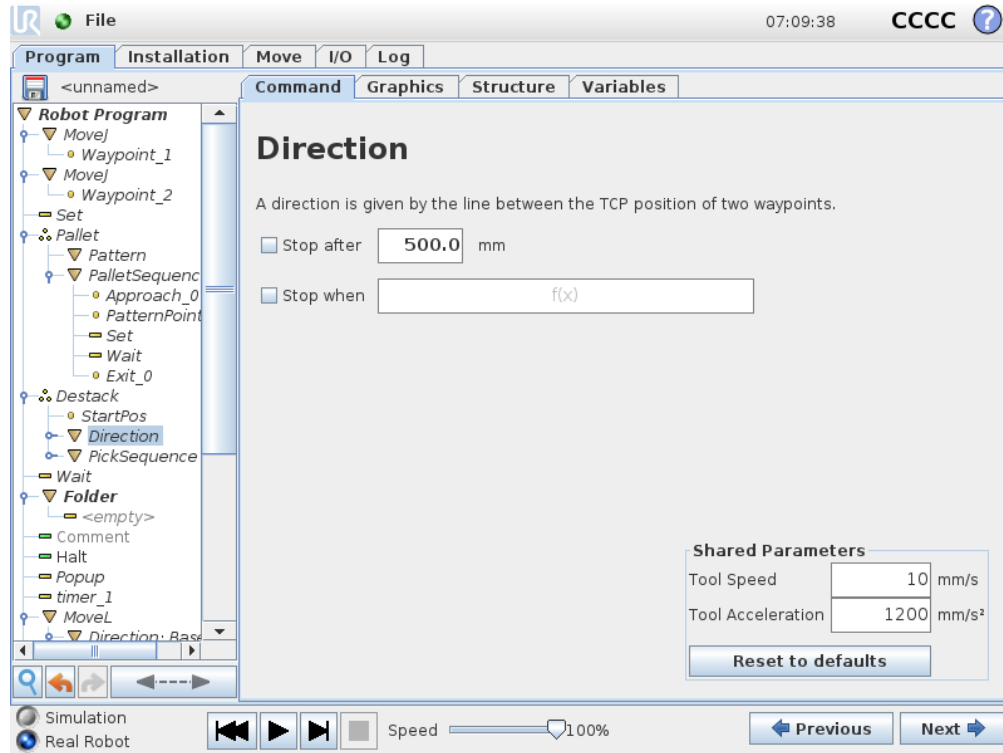 UR File 07:09:38 CCCC ?
Program Installation Move I/O Log
<unnamed> Command Graphics Structure Variables
Robot Program
MoveJ
Waypoint_1
MoveJ
Waypoint_2
Set
Pallet
Pattern
PalletSequenc
Approach_0
PatternPoint
Set
Wait
Exit_0
Destack
StartPos
Direction
PickSequence
Wait
Folder
<empty>
Comment
Halt
Popup
timer_1
MoveL
Direction: Base
Direction
A direction is given by the line between the TCP position of two waypoints.
Stop after 500.0 mm
Stop when f(x)
Shared Parameters
Tool Speed 10 mm/s
Tool Acceleration 1200 mm/s²
Reset to defaults
Simulation
Real Robot
Speed 100%
Previous Next